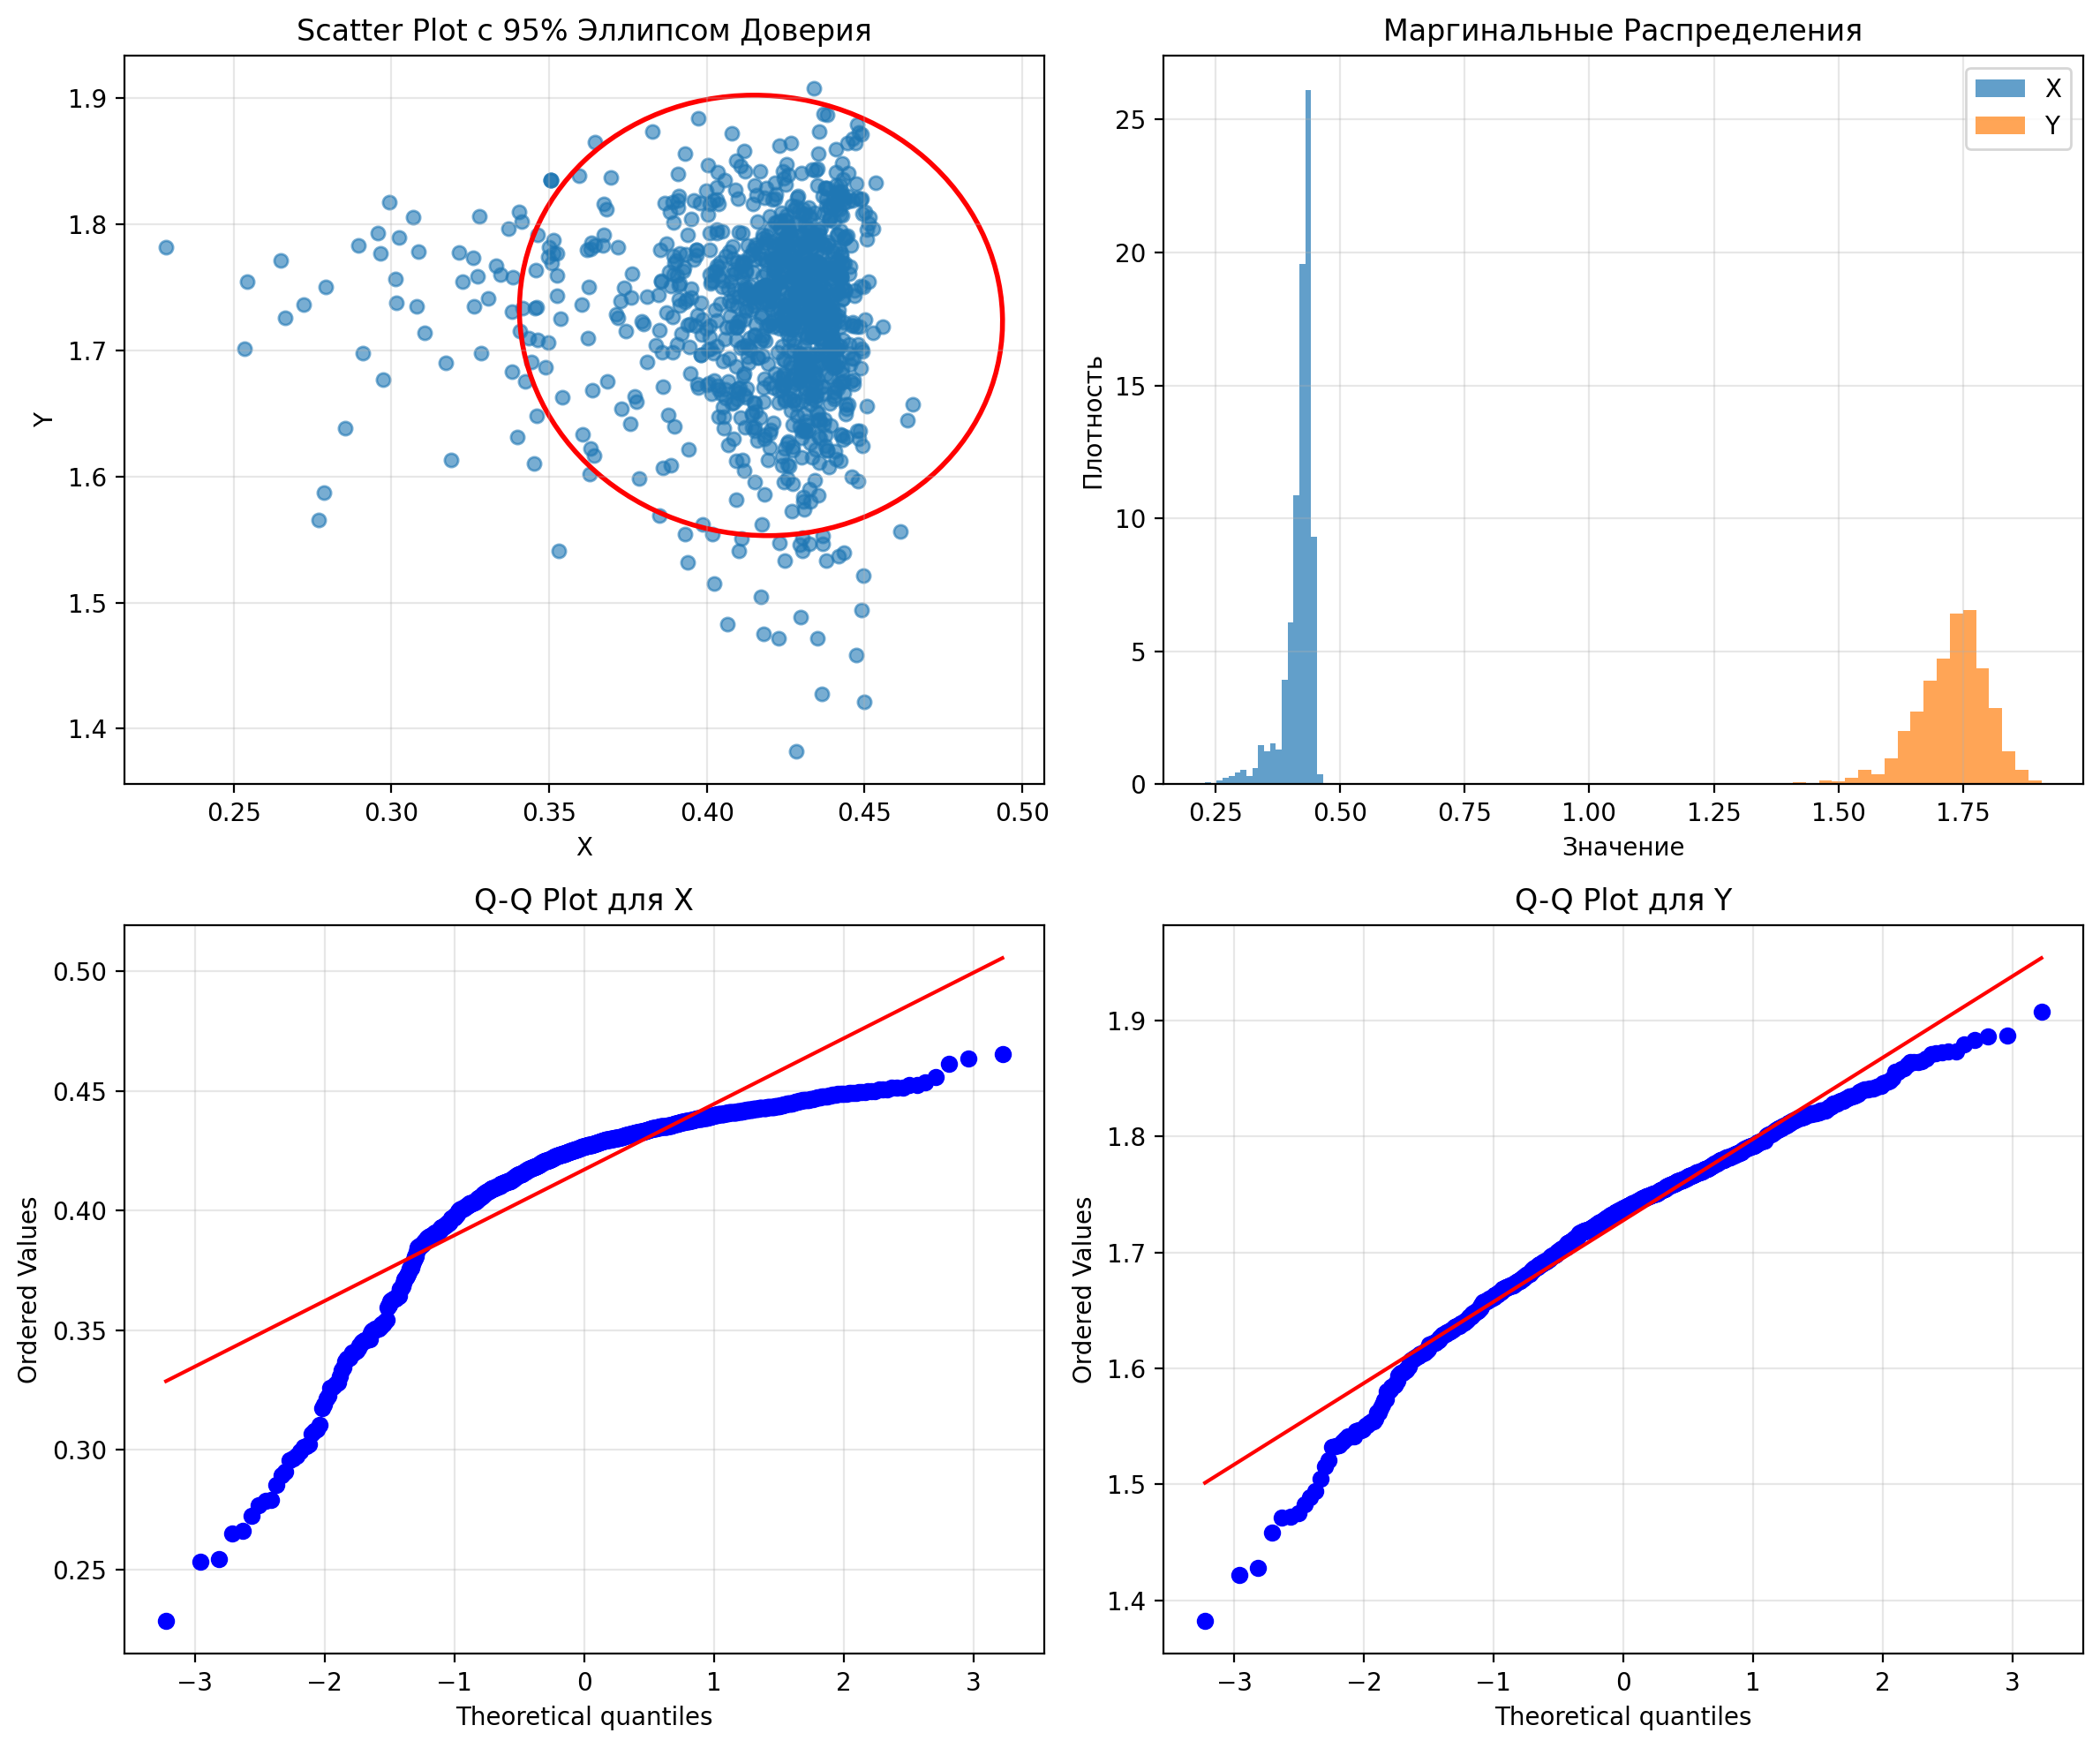 Scatter Plot с 95% Эллипсом Доверия
1.9
1.8
1.7
1.6
1.5
1.4
Y
0.25 0.30 0.35 0.40 0.45 0.50
X
Маргинальные Распределения
X
Y
25
20
15
10
5
0
Плотность
0.25 0.50 0.75 1.00 1.25 1.50 1.75
Значение
Q-Q Plot для X
0.50
0.45
0.40
0.35
0.30
0.25
Ordered Values
−3 −2 −1 0 1 2 3
Theoretical quantiles
Q-Q Plot для Y
1.9
1.8
1.7
1.6
1.5
1.4
Ordered Values
−3 −2 −1 0 1 2 3
Theoretical quantiles